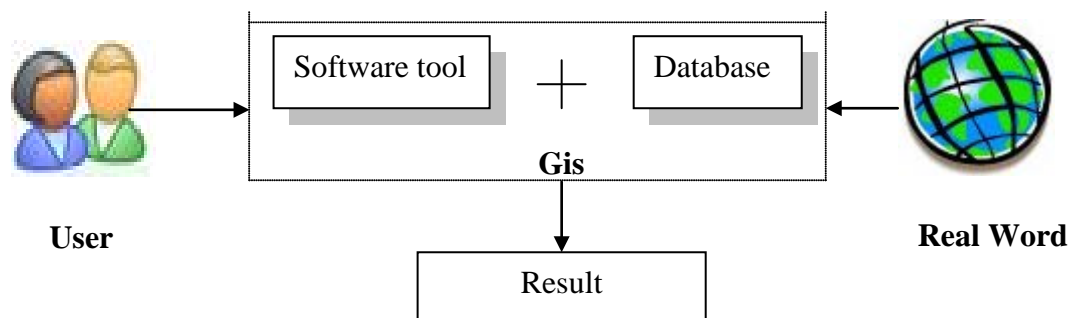 Software tool
Database
Gis
User
Real Word
Result